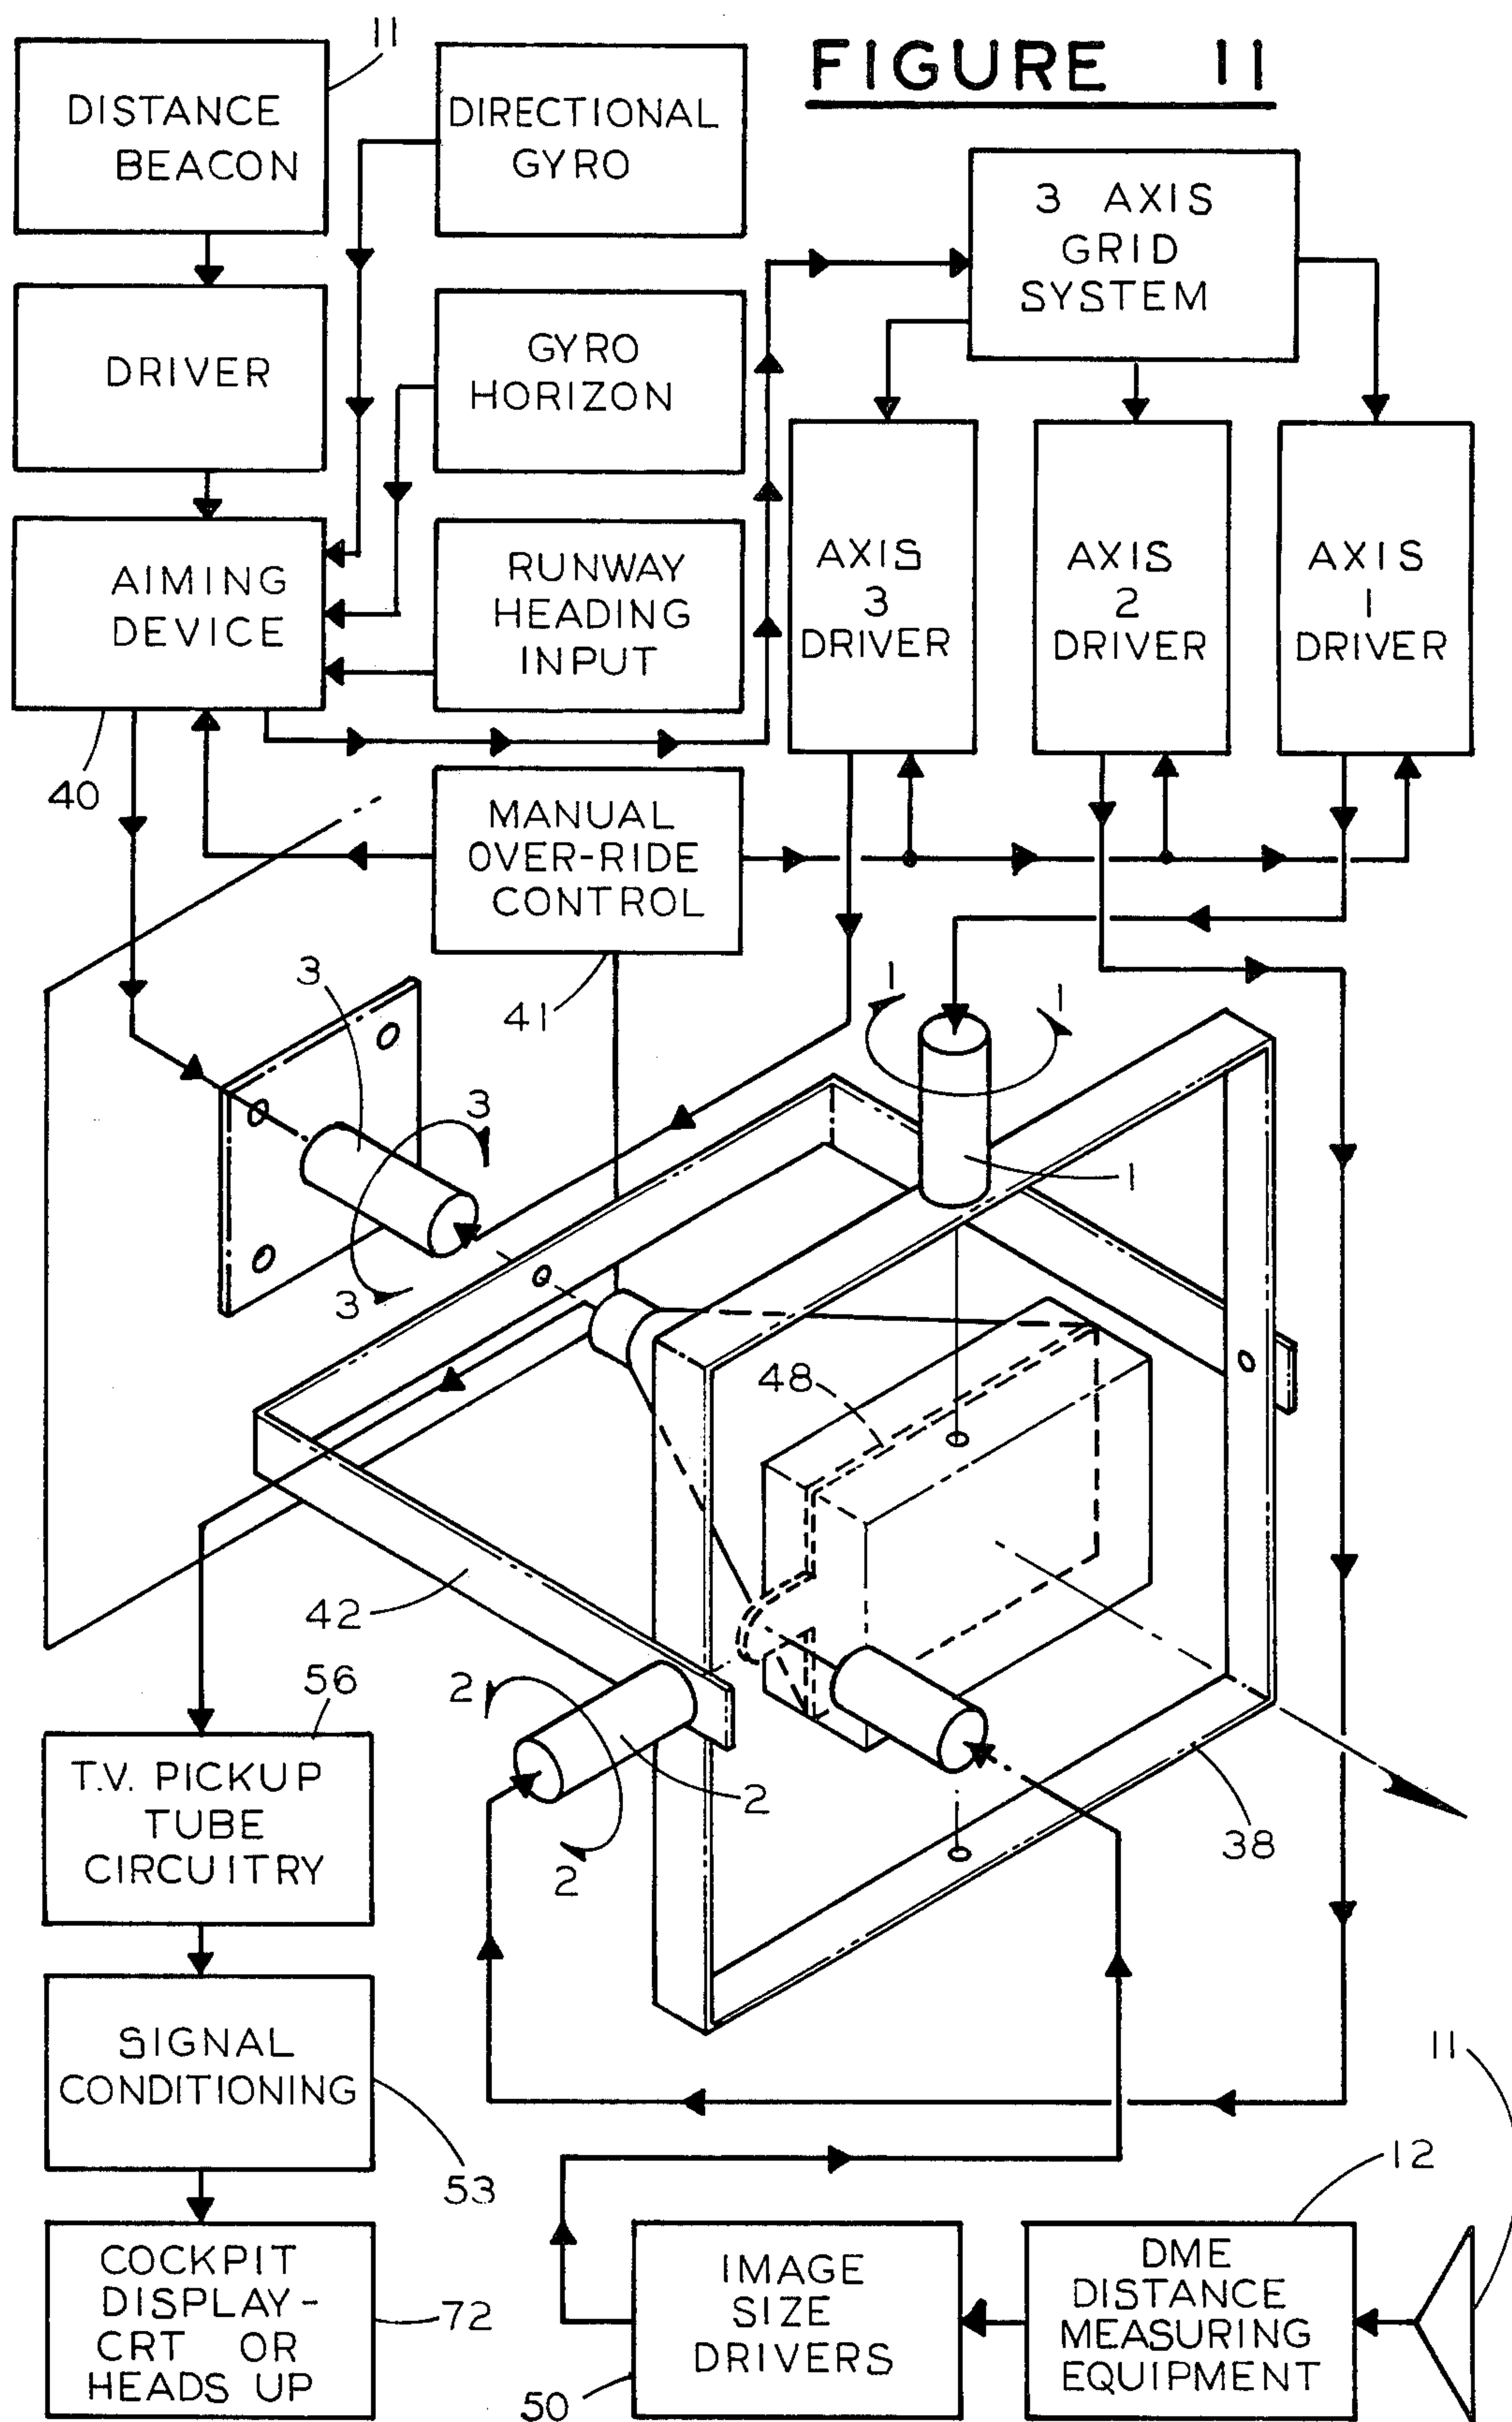 FIGURE 11
11
DISTANCE
BEACON
DIRECTIONAL
GYRO
3 AXIS
GRID
SYSTEM
DRIVER
GYRO
HORIZON
AIMING
DEVICE
RUNWAY
HEADING
INPUT
AXIS
3
DRIVER
AXIS
2
DRIVER
AXIS
1
DRIVER
40
MANUAL
OVER-RIDE
CONTROL
41
3
1
1
3
1
3
48
42
2
2
2
38
56
T.V. PICKUP
TUBE
CIRCUITRY
SIGNAL
CONDITIONING
53
11
12
COCKPIT
DISPLAY-
CRT OR
HEADS UP
72
IMAGE
SIZE
DRIVERS
50
DME
DISTANCE
MEASURING
EQUIPMENT